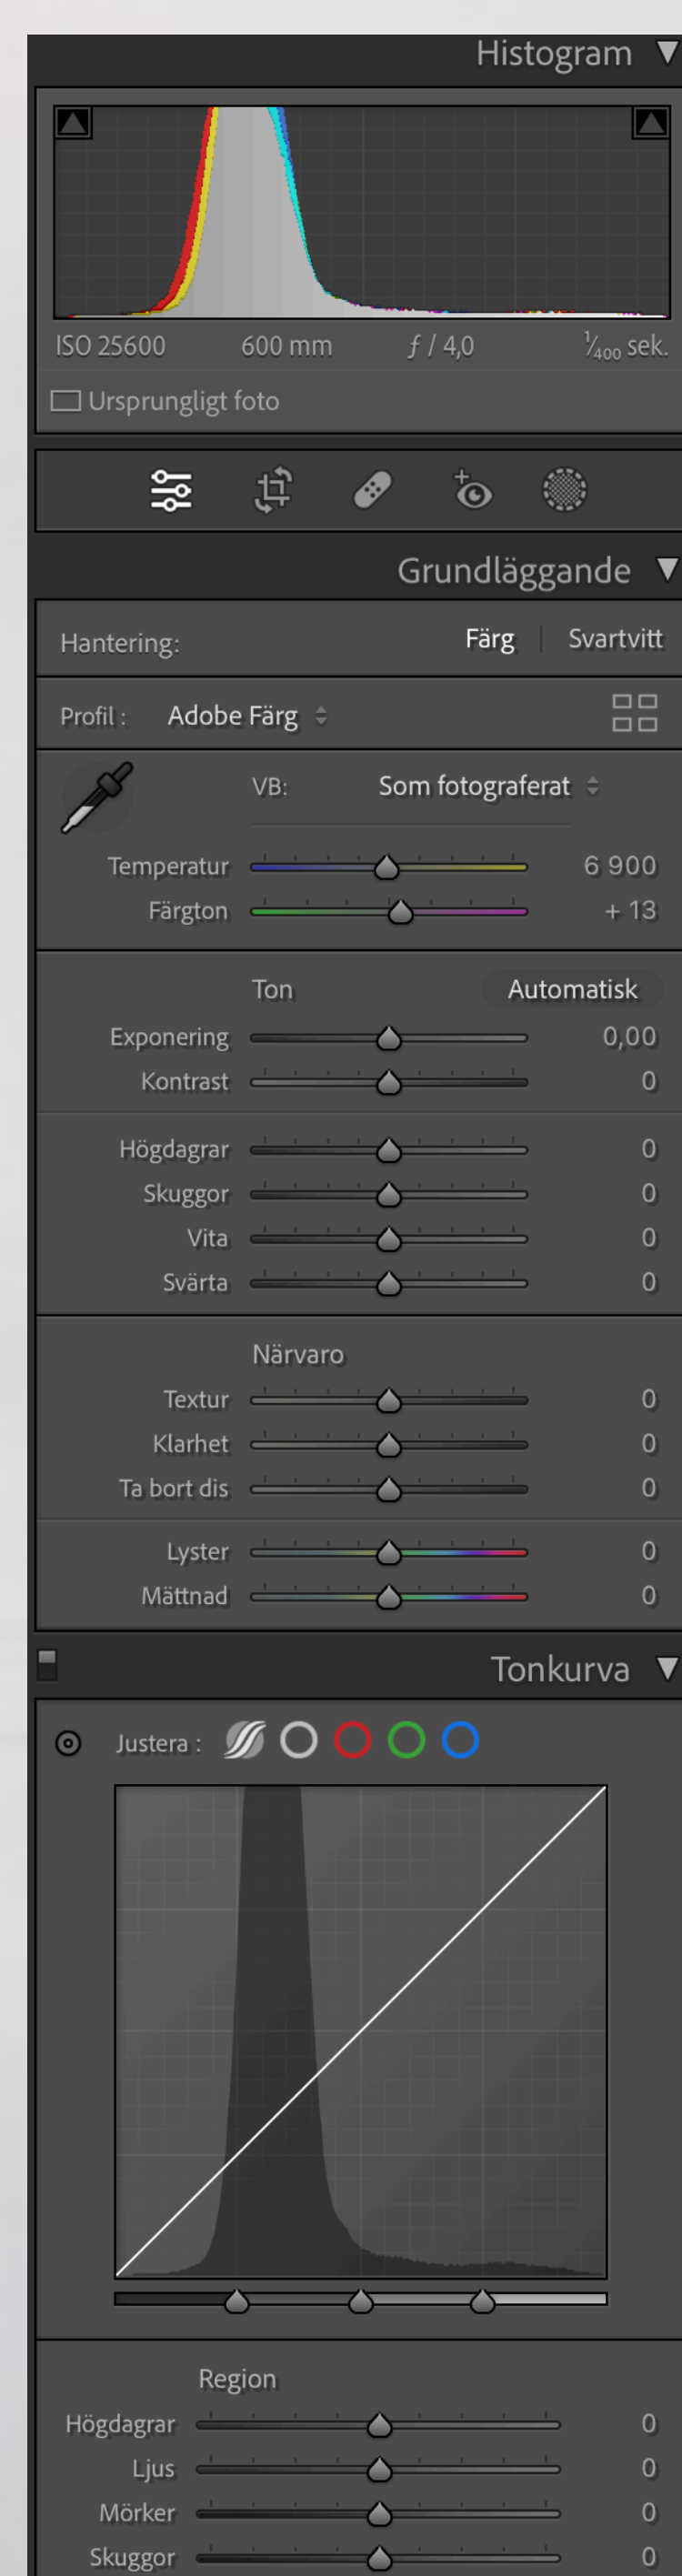 Histogram
ISO 25600 600 mm ƒ / 4,0 1/400 sek.
Ursprungligt foto
Grundläggande
Hantering: Färg Svartvitt
Profil : Adobe Färg
VB: Som fotograferat
Temperatur 6 900
Färgton + 13
Ton Automatisk
Exponering 0,00
Kontrast 0
Högdagrar 0
Skuggor 0
Vita 0
Svärta 0
Närvaro
Textur 0
Klarhet 0
Ta bort dis 0
Lyster 0
Mättnad 0
Tonkurva
Justera :
Region
Högdagrar 0
Ljus 0
Mörker 0
Skuggor 0